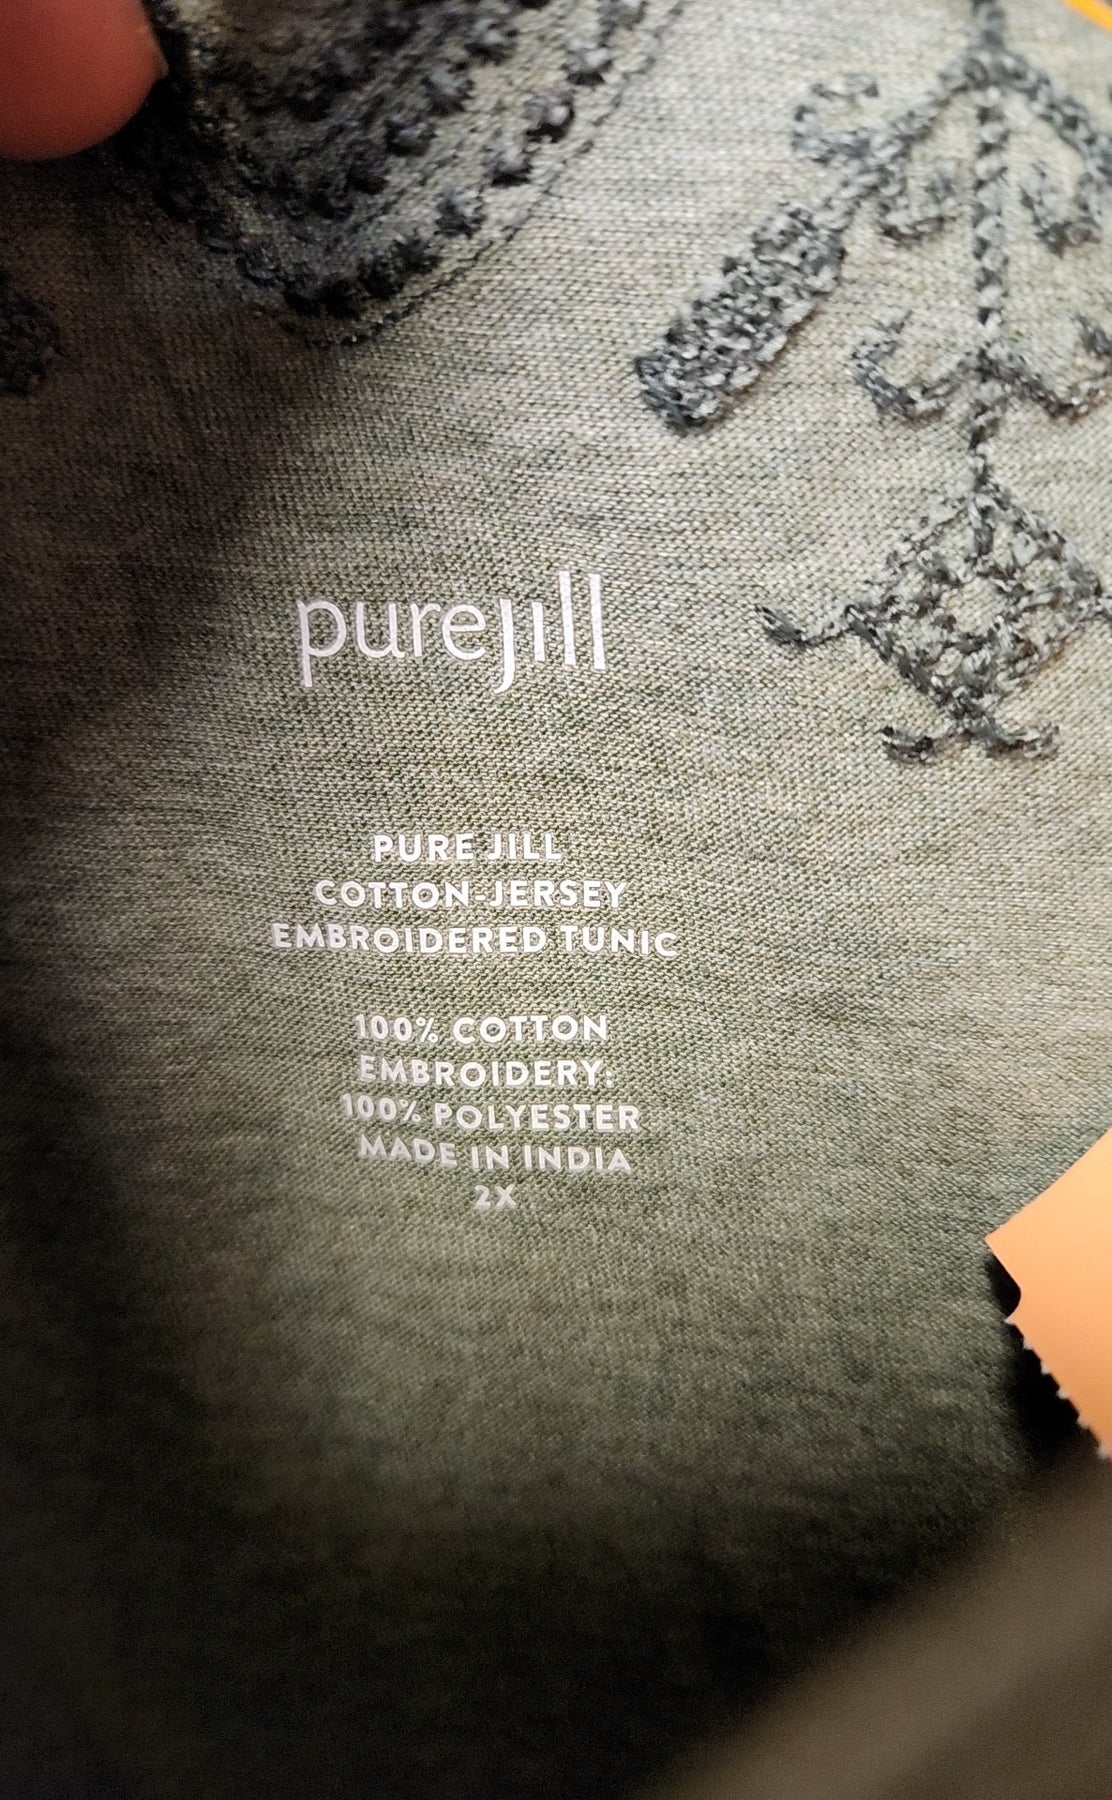 purejill
PURE JILL
COTTON-JERSEY
EMBROIDERED TUNIC
100% COTTON
EMBROIDERY:
100% POLYESTER
MADE IN INDIA
2X